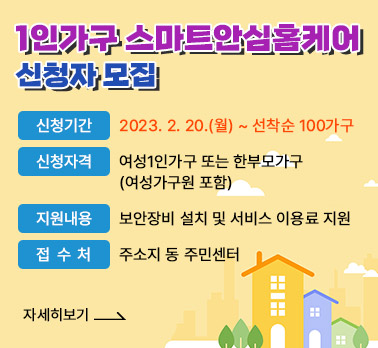 1인가구 스마트안심홈케어
신청자 모집
신청기간 2023. 2. 20.(월) ~ 선착순 100가구
신청자격 여성1인가구 또는 한부모가구
(여성가구원 포함)
지원내용 보안장비 설치 및 서비스 이용료 지원
접 수 처 주소지 동 주민센터
자세히보기